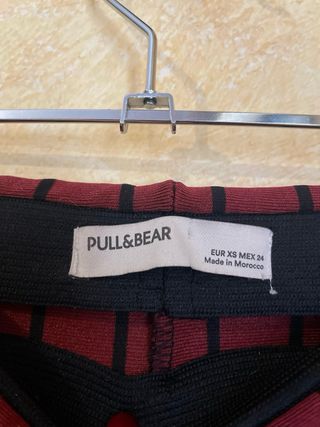 PULL&BEAR
EUR XS MEX 24
Made in Morocco